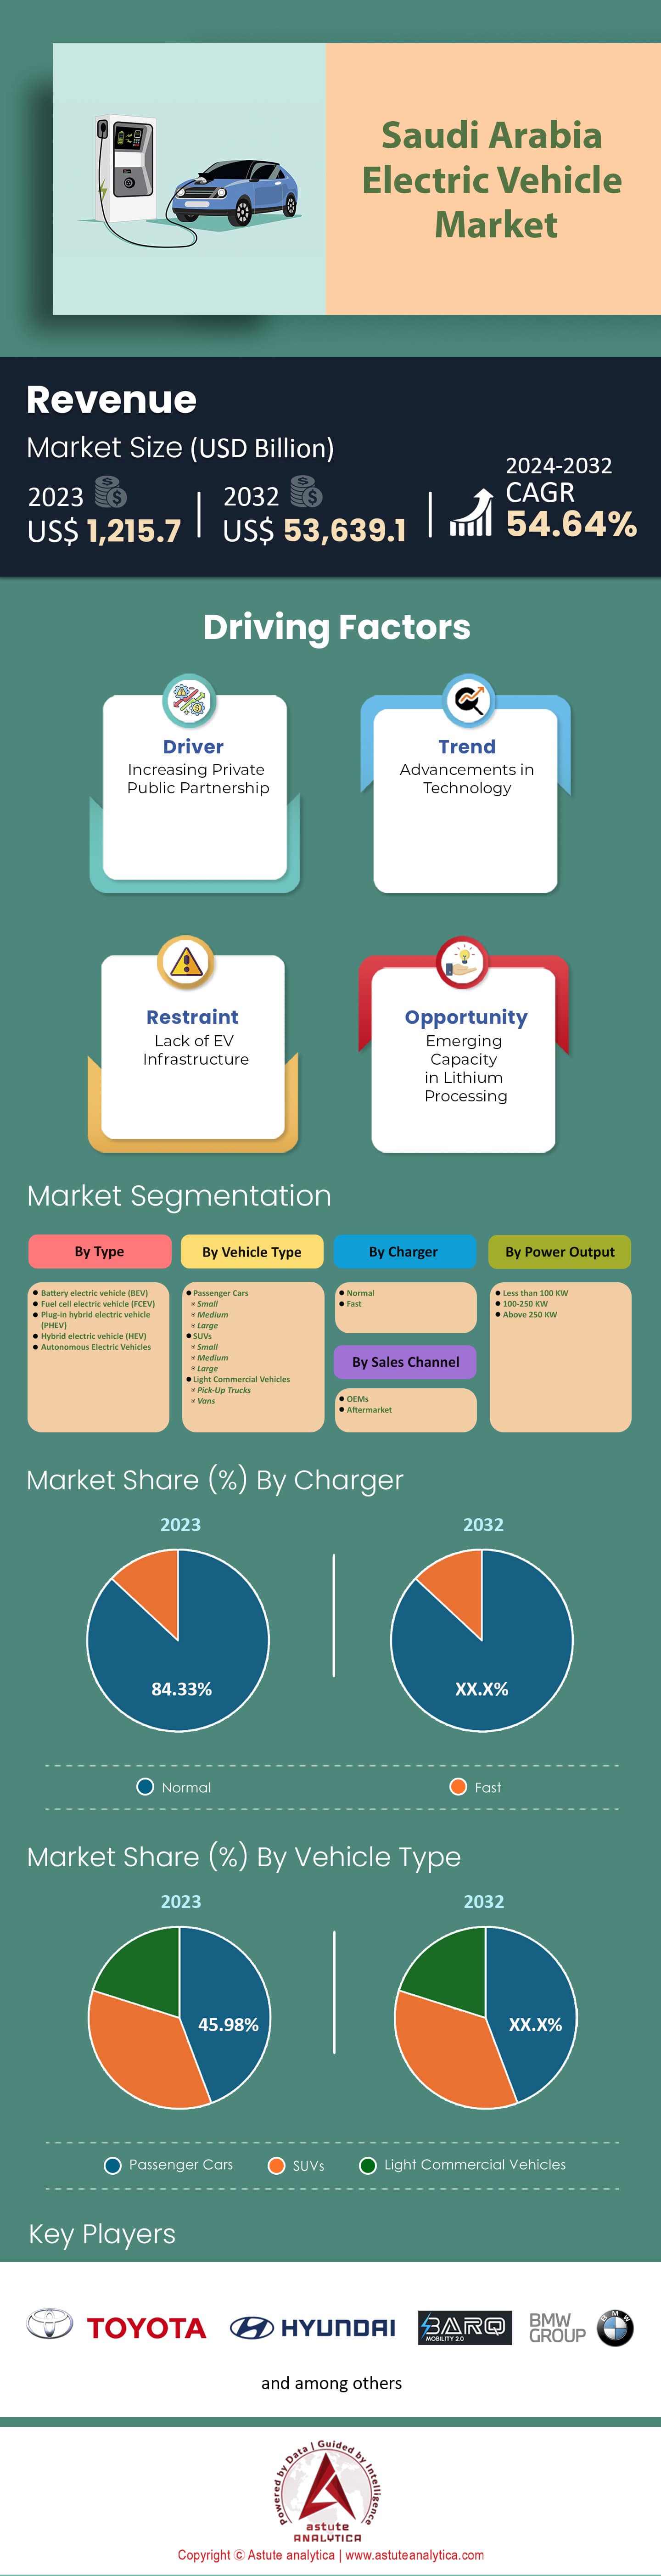 Saudi Arabia
Electric Vehicle
Market
Revenue
Market Size (USD Billion)
2023
US$ 1,215.7
2032
US$ 53,639.1
2024-2032
CAGR
54.64%
Driving Factors
Driver
Increasing Private
Public Partnership
Trend
Advancements in
Technology
Restraint
Lack of EV
Infrastructure
Opportunity
Emerging
Capacity
in Lithium
Processing
Market Segmentation
By Type
Battery electric vehicle (BEV)
Fuel cell electric vehicle (FCEV)
Plug-in hybrid electric vehicle
(PHEV)
Hybrid electric vehicle (HEV)
Autonomous Electric Vehicles
By Vehicle Type
Passenger Cars
Small
Medium
Large
SUVs
Small
Medium
Large
Light Commercial Vehicles
Pick-Up Trucks
Vans
By Charger
Normal
Fast
By Sales Channel
OEMs
Aftermarket
By Power Output
Less than 100 KW
100-250 KW
Above 250 KW
Market Share (%) By Charger
2023
84.33%
2032
XX.X%
Normal
Fast
Market Share (%) By Vehicle Type
2023
45.98%
2032
XX.X%
Passenger Cars
SUVs
Light Commercial Vehicles
Key Players
TOYOTA
HYUNDAI
BARQ
MOBILITY 2.0
BMW
GROUP
BMW
and among others
Powered by Data | Guided by Intelligence
astute
ANALYTICA
Copyright © Astute analytica | www.astuteanalytica.com